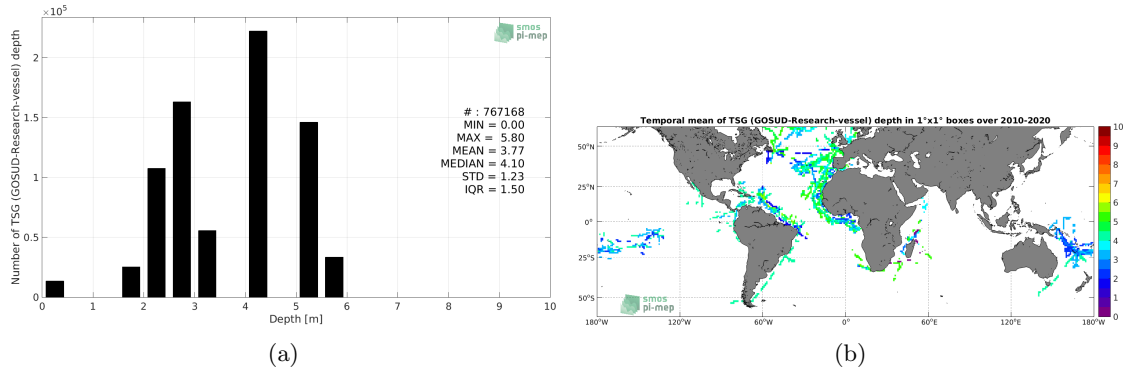 ×10⁵
2
1.5
1
0.5
0
Number of TSG (GOSUD-Research-vessel) depth
smos
pi-mep
# : 767168
MIN = 0.00
MAX = 5.80
MEAN = 3.77
MEDIAN = 4.10
STD = 1.23
IQR = 1.50
0 1 2 3 4 5 6 7 8 9 10
Depth [m]
(a)
Temporal mean of TSG (GOSUD-Research-vessel) depth in 1°x1° boxes over 2010-2020
50°N
25°N
0°
25°S
50°S
smos
pi-mep
180°W 120°W 60°W 0° 60°E 120°E 180°W
10
9
8
7
6
5
4
3
2
1
0
(b)